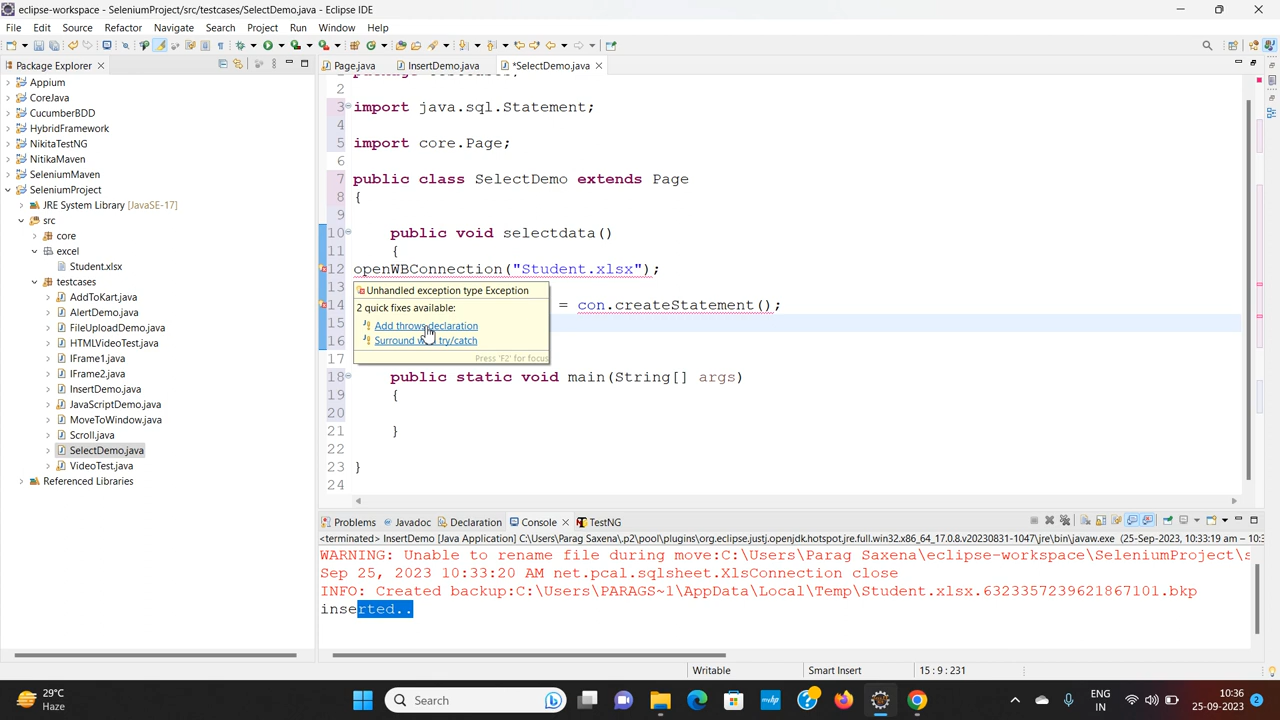 eclipse-workspace - SeleniumProject/src/testcases/SelectDemo.java - Eclipse IDE
File Edit Source Refactor Navigate Search Project Run Window Help
Package Explorer
Page.java InsertDemo.java *SelectDemo.java
Appium
CoreJava
CucumberBDD
HybridFramework
NikitaTestNG
NitikaMaven
SeleniumMaven
SeleniumProject
JRE System Library [JavaSE-17]
src
core
excel
Student.xlsx
testcases
AddToKart.java
AlertDemo.java
FileUploadDemo.java
HTMLVideoTest.java
IFrame1.java
IFrame2.java
InsertDemo.java
JavaScriptDemo.java
MoveToWindow.java
Scroll.java
SelectDemo.java
VideoTest.java
Referenced Libraries
2
3 import java.sql.Statement;
4
5 import core.Page;
6
7 public class SelectDemo extends Page
8 {
9
10 public void selectdata()
11 {
12 openWBConnection("Student.xlsx");
13
14 = con.createStatement();
15
16
17
18 public static void main(String[] args)
19 {
20
21 }
22
23 }
24
Unhandled exception type Exception
2 quick fixes available:
Add throws declaration
Surround with try/catch
Press 'F2' for focus
Problems Javadoc Declaration Console TestNG
<terminated> InsertDemo [Java Application] C:\Users\Parag Saxena\.p2\pool\plugins\org.eclipse.justj.openjdk.hotspot.jre.full.win32.x86_64_17.0.8.v20230831-1047\jre\bin\javaw.exe (25-Sep-2023, 10:33:19 am – 10:3
WARNING: Unable to rename file during move:C:\Users\Parag Saxena\eclipse-workspace\SeleniumProject\s
Sep 25, 2023 10:33:20 AM net.pcal.sqlsheet.XlsConnection close
INFO: Created backup:C:\Users\PARAGS~1\AppData\Local\Temp\Student.xlsx.6323357239621867101.bkp
inserted..
Writable Smart Insert 15 : 9 : 231
29°C
Haze
Search
ENG
IN
10:36
25-09-2023
2